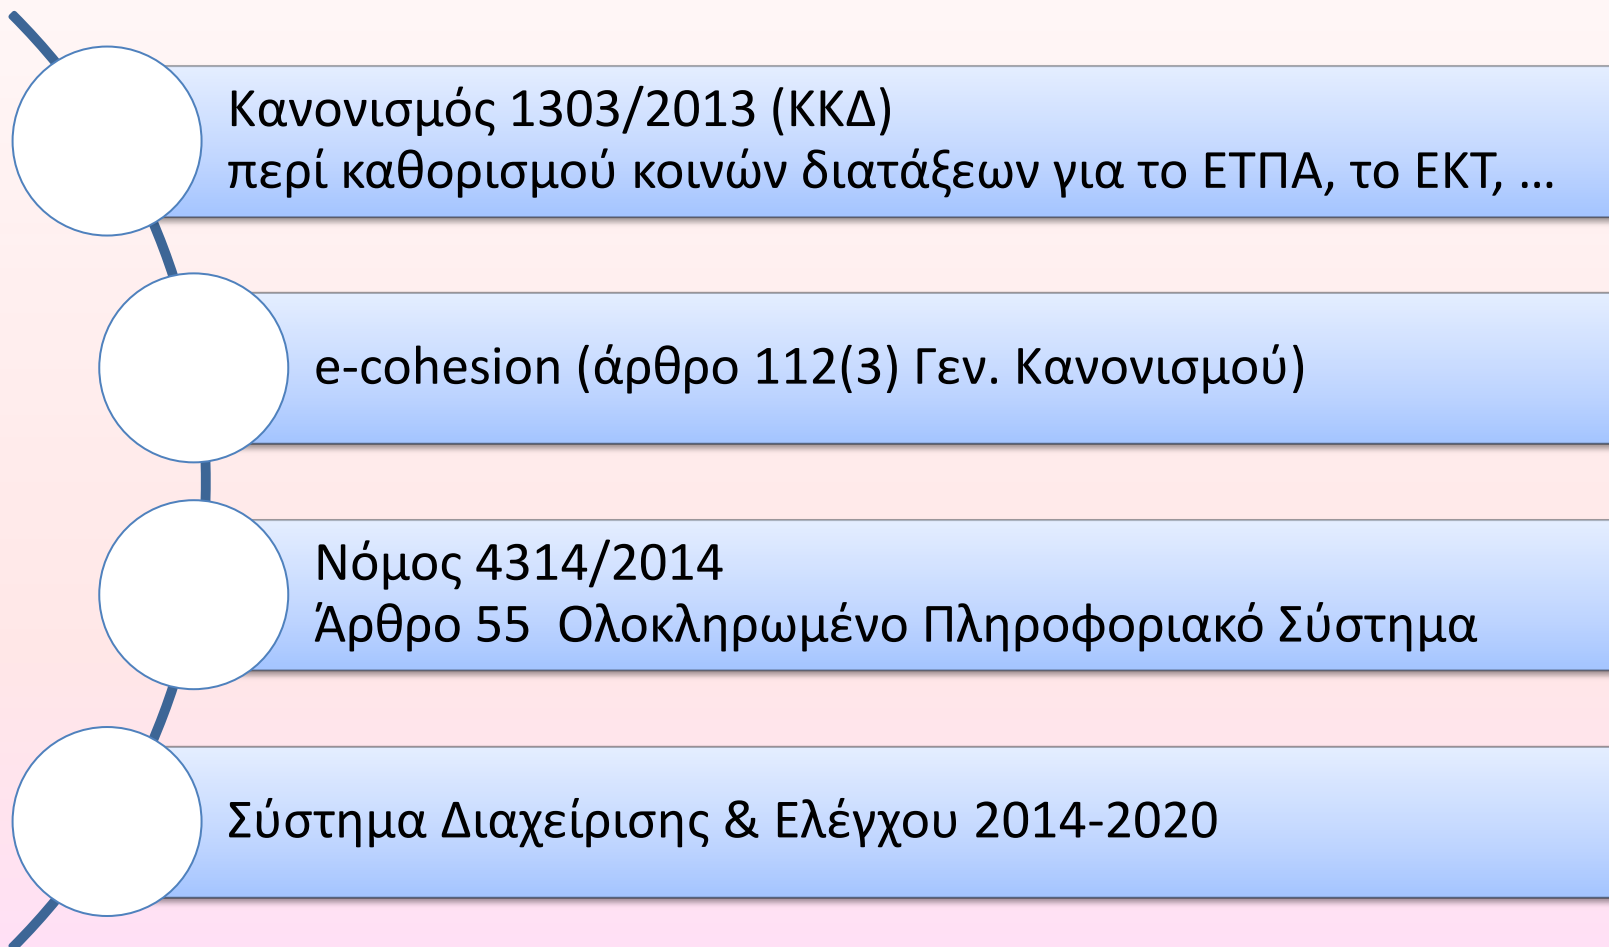 Κανονισμός 1303/2013 (ΚΚΔ)
περί καθορισμού κοινών διατάξεων για το ΕΤΠΑ, το ΕΚΤ, ...
e-cohesion (άρθρο 112(3) Γεν. Κανονισμού)
Νόμος 4314/2014
Άρθρο 55  Ολοκληρωμένο Πληροφοριακό Σύστημα
Σύστημα Διαχείρισης & Ελέγχου 2014-2020